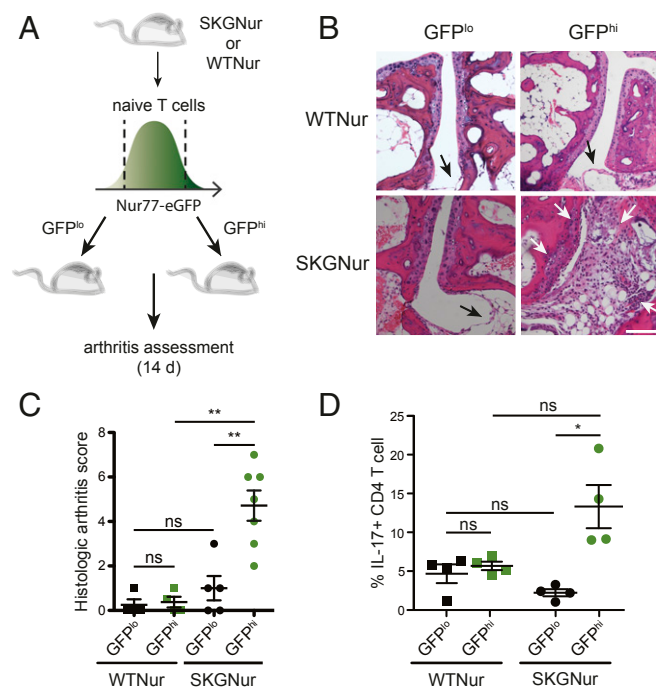 A
SKGNur
or
WTNur
naive T cells
Nur77-eGFP
GFPlo
GFPhi
arthritis assessment
(14 d)
B
GFPlo
GFPhi
WTNur
SKGNur
C
Histologic arthritis score
8
6
4
2
0
**
**
ns
ns
GFPlo
GFPhi
GFPlo
GFPhi
WTNur
SKGNur
D
% IL-17+ CD4 T cell
25
20
15
10
5
0
ns
*
ns
ns
GFPlo
GFPhi
GFPlo
GFPhi
WTNur
SKGNur